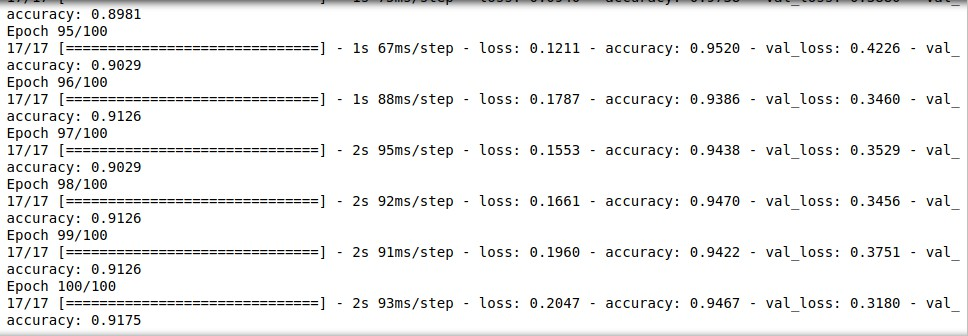 accuracy: 0.8981
Epoch 95/100
17/17 [==============================] - 1s 67ms/step - loss: 0.1211 - accuracy: 0.9520 - val_loss: 0.4226 - val_
accuracy: 0.9029
Epoch 96/100
17/17 [==============================] - 1s 88ms/step - loss: 0.1787 - accuracy: 0.9386 - val_loss: 0.3460 - val_
accuracy: 0.9126
Epoch 97/100
17/17 [==============================] - 2s 95ms/step - loss: 0.1553 - accuracy: 0.9438 - val_loss: 0.3529 - val_
accuracy: 0.9029
Epoch 98/100
17/17 [==============================] - 2s 92ms/step - loss: 0.1661 - accuracy: 0.9470 - val_loss: 0.3456 - val_
accuracy: 0.9126
Epoch 99/100
17/17 [==============================] - 2s 91ms/step - loss: 0.1960 - accuracy: 0.9422 - val_loss: 0.3751 - val_
accuracy: 0.9126
Epoch 100/100
17/17 [==============================] - 2s 93ms/step - loss: 0.2047 - accuracy: 0.9467 - val_loss: 0.3180 - val_
accuracy: 0.9175